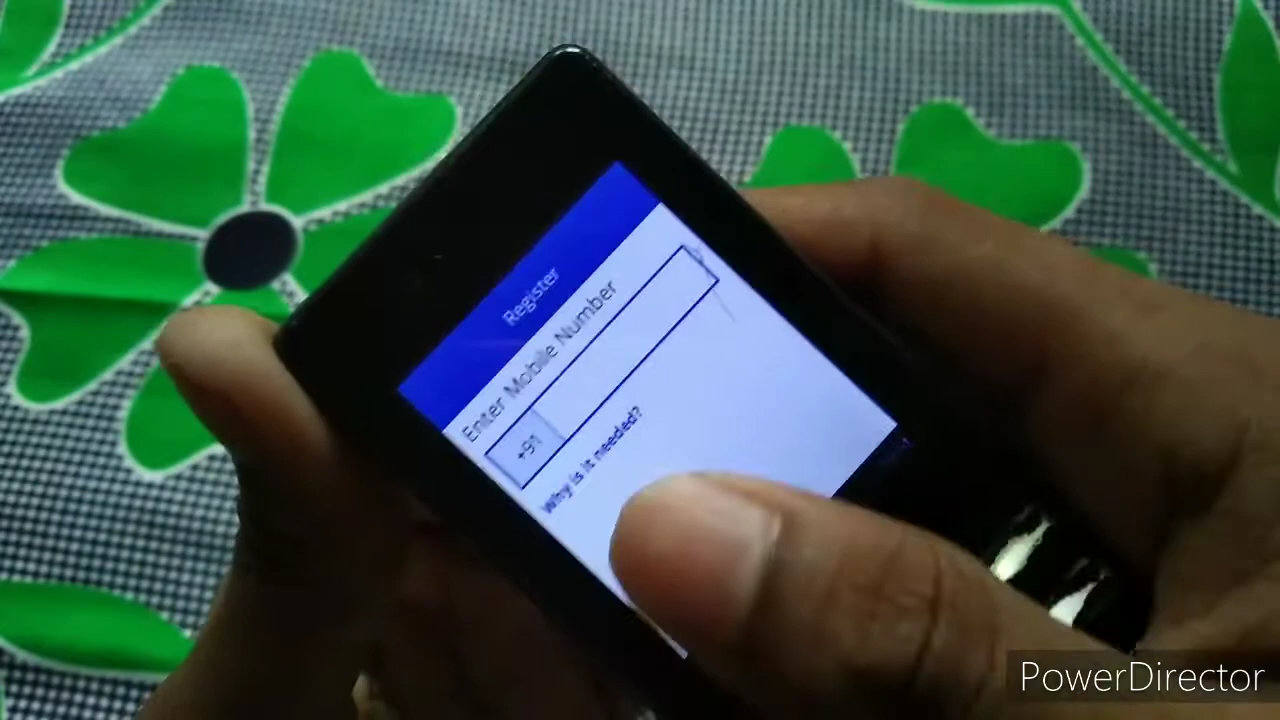 Register
Enter Mobile Number
+91
Why is it needed?
PowerDirector